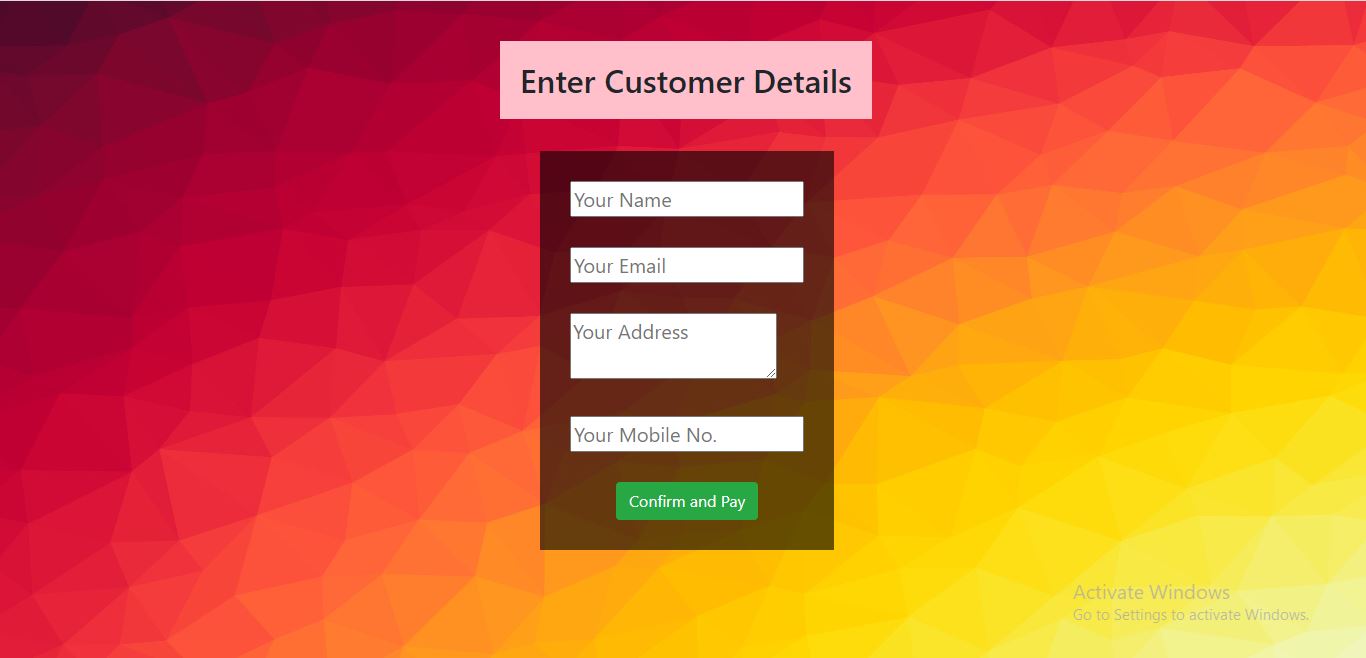 Enter Customer Details
Your Name
Your Email
Your Address
Your Mobile No.
Confirm and Pay
Activate Windows
Go to Settings to activate Windows.